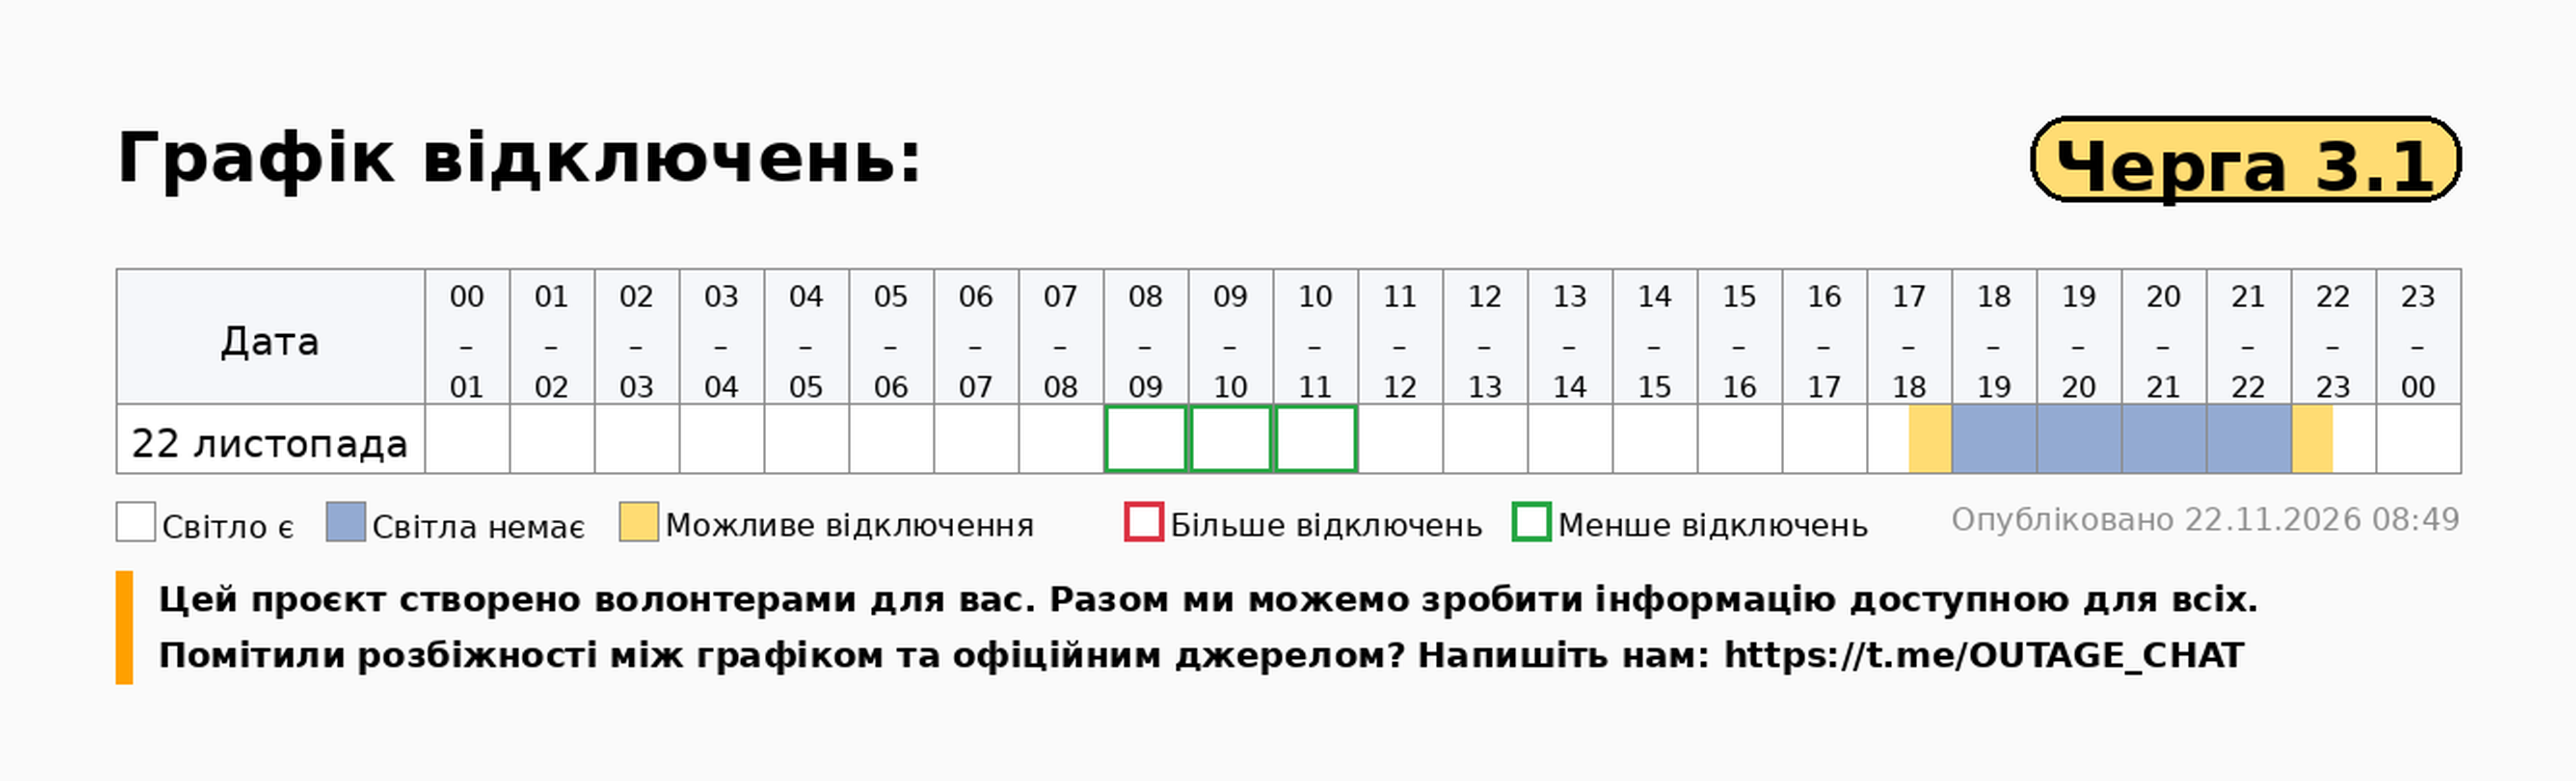 Графік відключень:
Черга 3.1
Дата
00 – 01
01 – 02
02 – 03
03 – 04
04 – 05
05 – 06
06 – 07
07 – 08
08 – 09
09 – 10
10 – 11
11 – 12
12 – 13
13 – 14
14 – 15
15 – 16
16 – 17
17 – 18
18 – 19
19 – 20
20 – 21
21 – 22
22 – 23
23 – 00
22 листопада
Світло є
Світла немає
Можливе відключення
Більше відключень
Менше відключень
Опубліковано 22.11.2026 08:49
Цей проєкт створено волонтерами для вас. Разом ми можемо зробити інформацію доступною для всіх.
Помітили розбіжності між графіком та офіційним джерелом? Напишіть нам: https://t.me/OUTAGE_CHAT